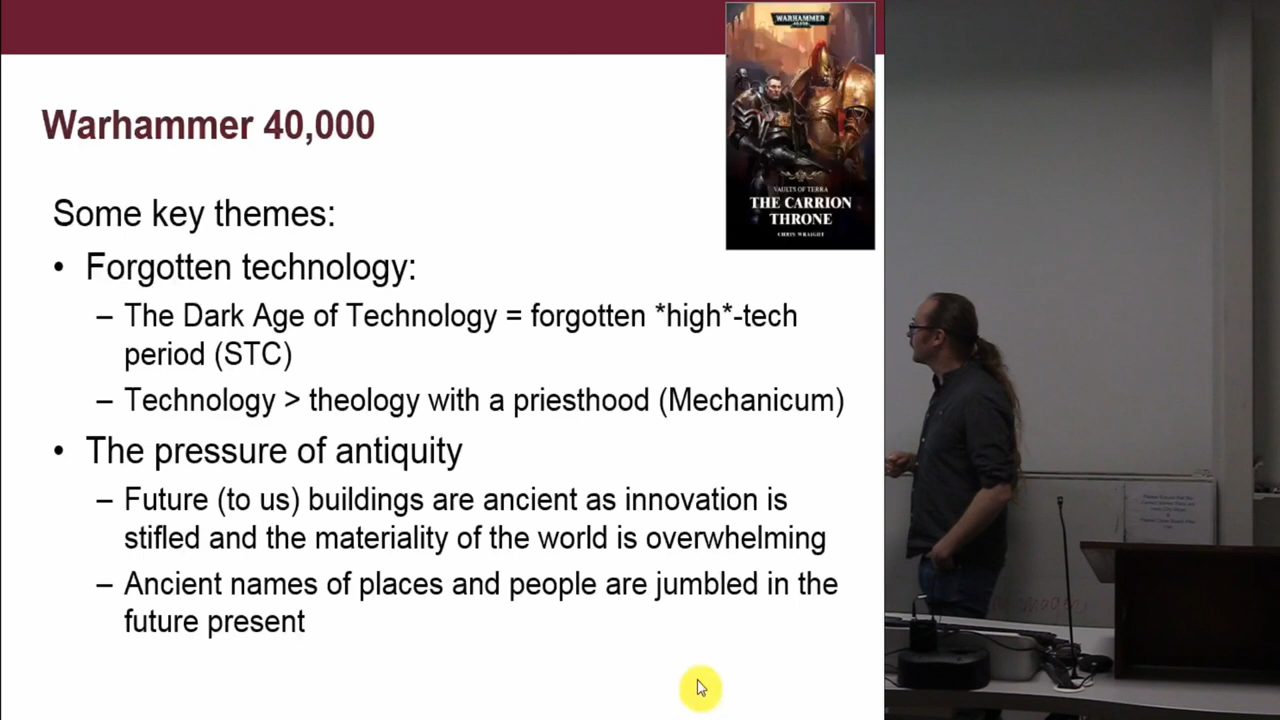 WARHAMMER
40,000
Warhammer 40,000
VAULTS OF TERRA
THE CARRION
THRONE
CHRIS WRAIGHT
Some key themes:
• Forgotten technology:
– The Dark Age of Technology = forgotten *high*-tech
period (STC)
– Technology > theology with a priesthood (Mechanicum)
• The pressure of antiquity
– Future (to us) buildings are ancient as innovation is
stifled and the materiality of the world is overwhelming
– Ancient names of places and people are jumbled in the
future present